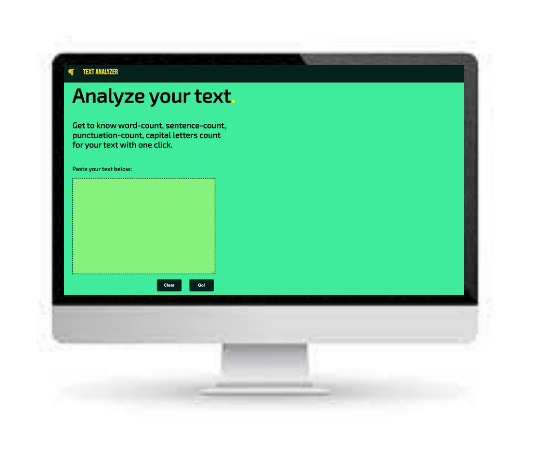 TEXT ANALYZER
Analyze your text.
Get to know word-count, sentence-count,
punctuation-count, capital letters count
for your text with one click.
Paste your text below:
Clear Go!